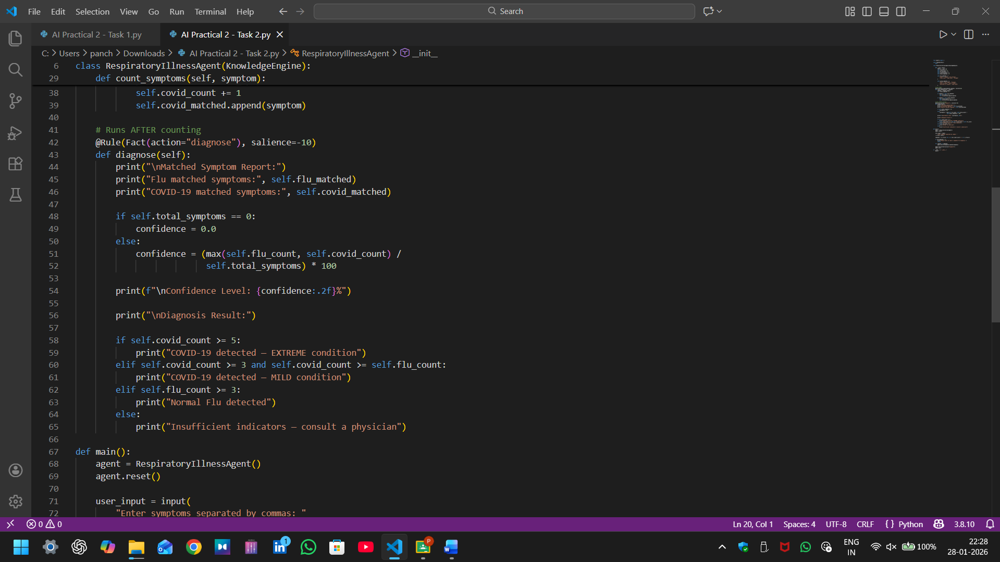 File Edit Selection View Go Run Terminal Help
Search
AI Practical 2 - Task 1.py
AI Practical 2 - Task 2.py
C: > Users > panch > Downloads > AI Practical 2 - Task 2.py > RespiratoryIllnessAgent > __init__
6 class RespiratoryIllnessAgent(KnowledgeEngine):
29 def count_symptoms(self, symptom):
38 self.covid_count += 1
39 self.covid_matched.append(symptom)
40
41 # Runs AFTER counting
42 @Rule(Fact(action="diagnose"), salience=-10)
43 def diagnose(self):
44 print("\nMatched Symptom Report:")
45 print("Flu matched symptoms:", self.flu_matched)
46 print("COVID-19 matched symptoms:", self.covid_matched)
47
48 if self.total_symptoms == 0:
49 confidence = 0.0
50 else:
51 confidence = (max(self.flu_count, self.covid_count) /
52 self.total_symptoms) * 100
53
54 print(f"\nConfidence Level: {confidence:.2f}%")
55
56 print("\nDiagnosis Result:")
57
58 if self.covid_count >= 5:
59 print("COVID-19 detected – EXTREME condition")
60 elif self.covid_count >= 3 and self.covid_count >= self.flu_count:
61 print("COVID-19 detected – MILD condition")
62 elif self.flu_count >= 3:
63 print("Normal Flu detected")
64 else:
65 print("Insufficient indicators – consult a physician")
66
67 def main():
68 agent = RespiratoryIllnessAgent()
69 agent.reset()
70
71 user_input = input(
72 "Enter symptoms separated by commas: "
0 0
Ln 20, Col 1 Spaces: 4 UTF-8 CRLF { } Python 3.8.10
1
P
W
ENG
IN
100%
22:28
28-01-2026